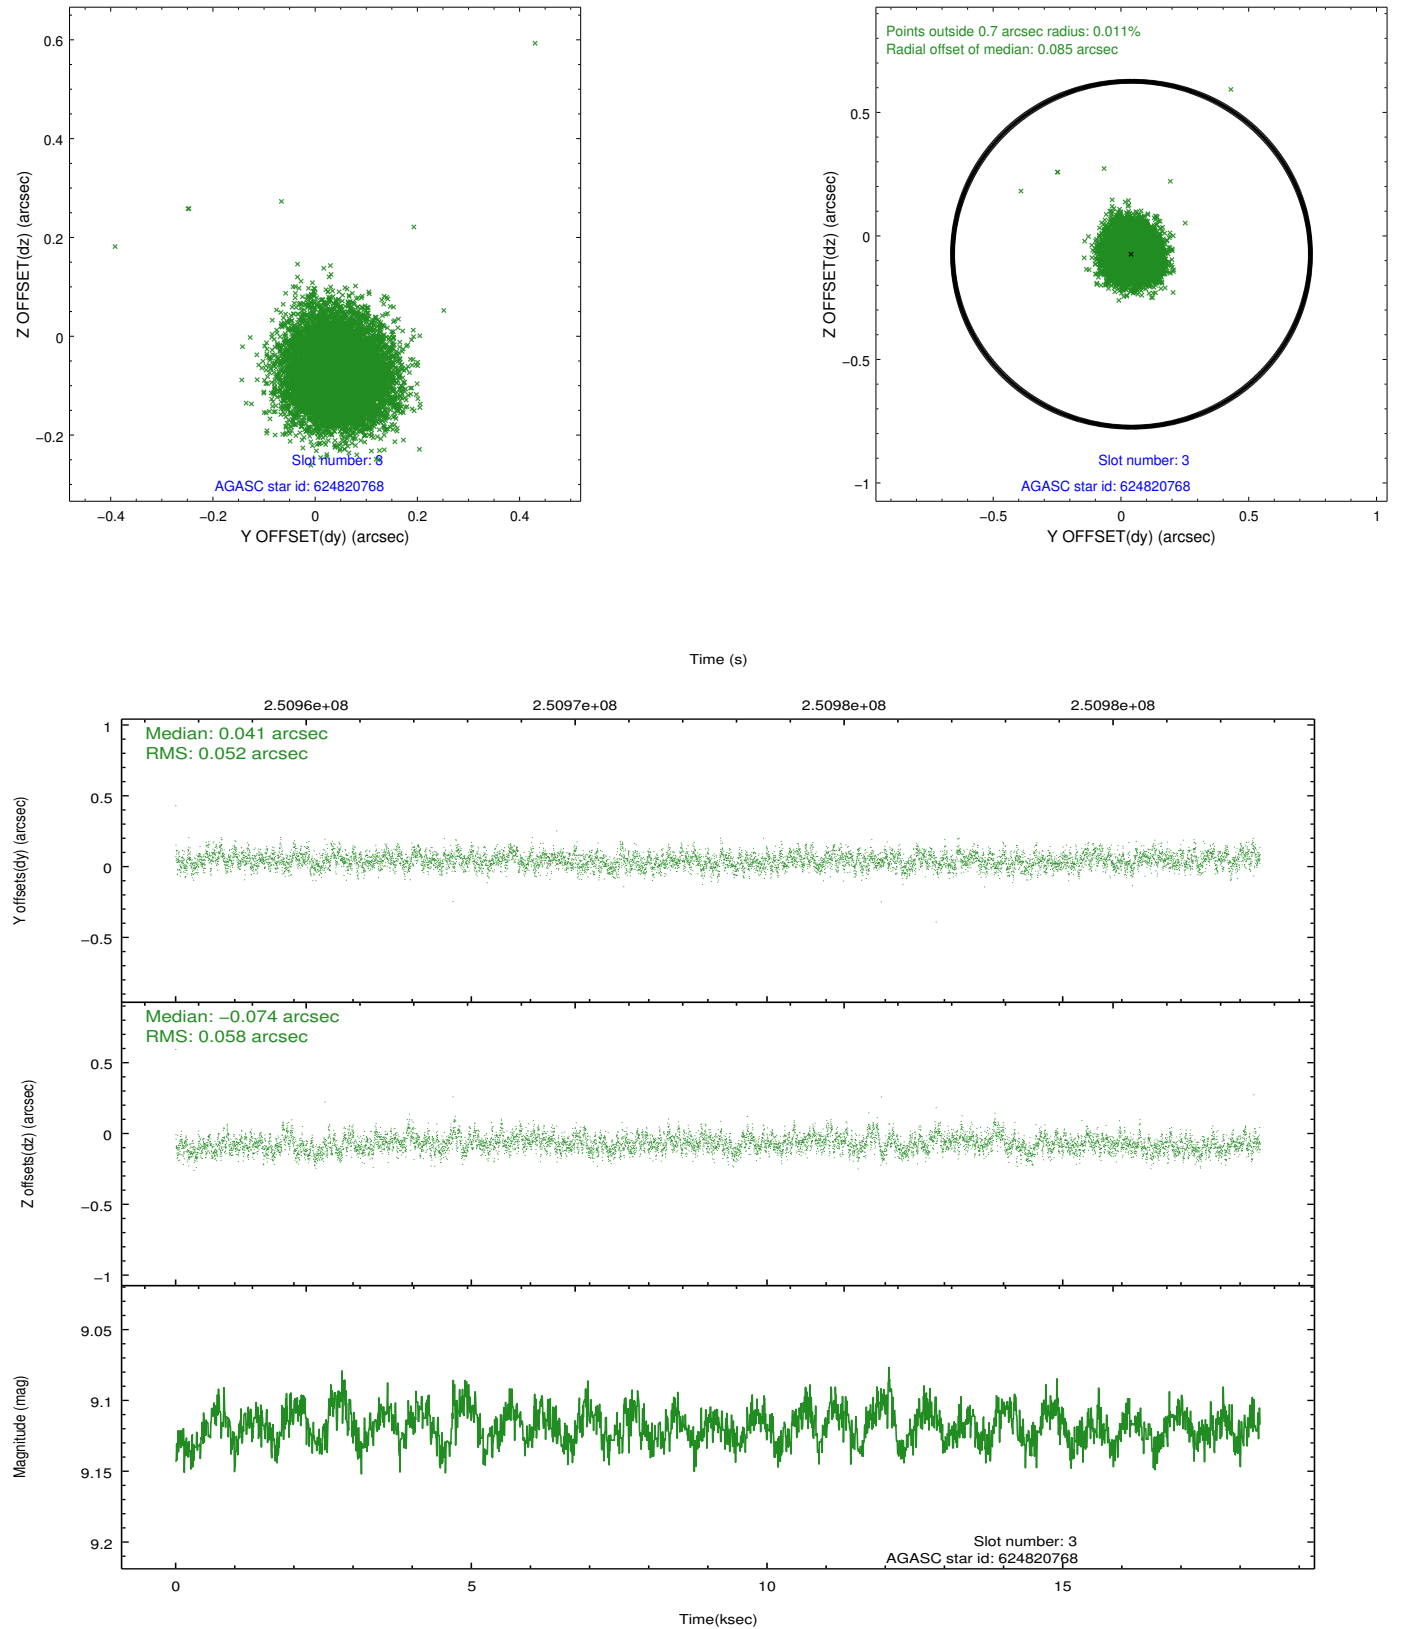 0.6
0.4
0.2
0
−0.2
Z OFFSET(dz) (arcsec)
Slot number: 3
AGASC star id: 624820768
−0.4 −0.2 0 0.2 0.4
Y OFFSET(dy) (arcsec)
Points outside 0.7 arcsec radius: 0.011%
Radial offset of median: 0.085 arcsec
0.5
0
−0.5
−1
Z OFFSET(dz) (arcsec)
Slot number: 3
AGASC star id: 624820768
−0.5 0 0.5 1
Y OFFSET(dy) (arcsec)
Time (s)
2.5096e+08 2.5097e+08 2.5098e+08 2.5098e+08
Median: 0.041 arcsec
RMS: 0.052 arcsec
1
0.5
0
−0.5
Y offsets(dy) (arcsec)
Median: −0.074 arcsec
RMS: 0.058 arcsec
0.5
0
−0.5
−1
Z offsets(dz) (arcsec)
9.05
9.1
9.15
9.2
Magnitude (mag)
Slot number: 3
AGASC star id: 624820768
0 5 10 15
Time(ksec)